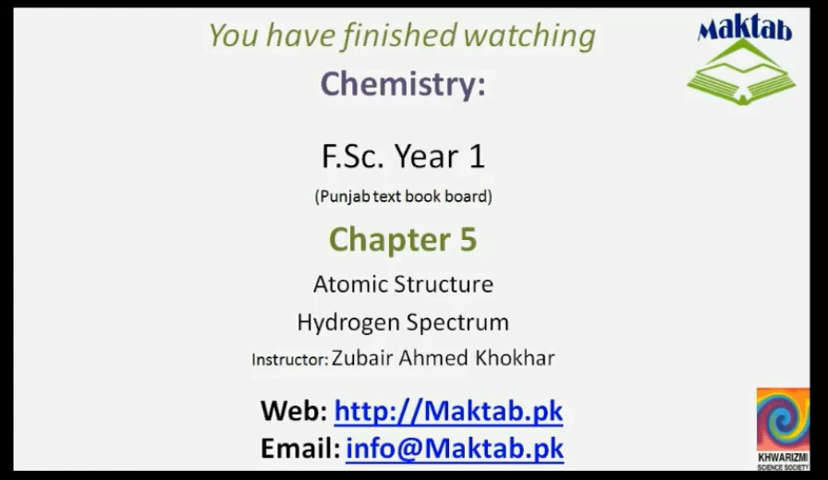 You have finished watching
Maktab
Chemistry:
F.Sc. Year 1
(Punjab text book board)
Chapter 5
Atomic Structure
Hydrogen Spectrum
Instructor: Zubair Ahmed Khokhar
Web: http://Maktab.pk
Email: info@Maktab.pk
KHWARIZMI
SCIENCE SOCIETY